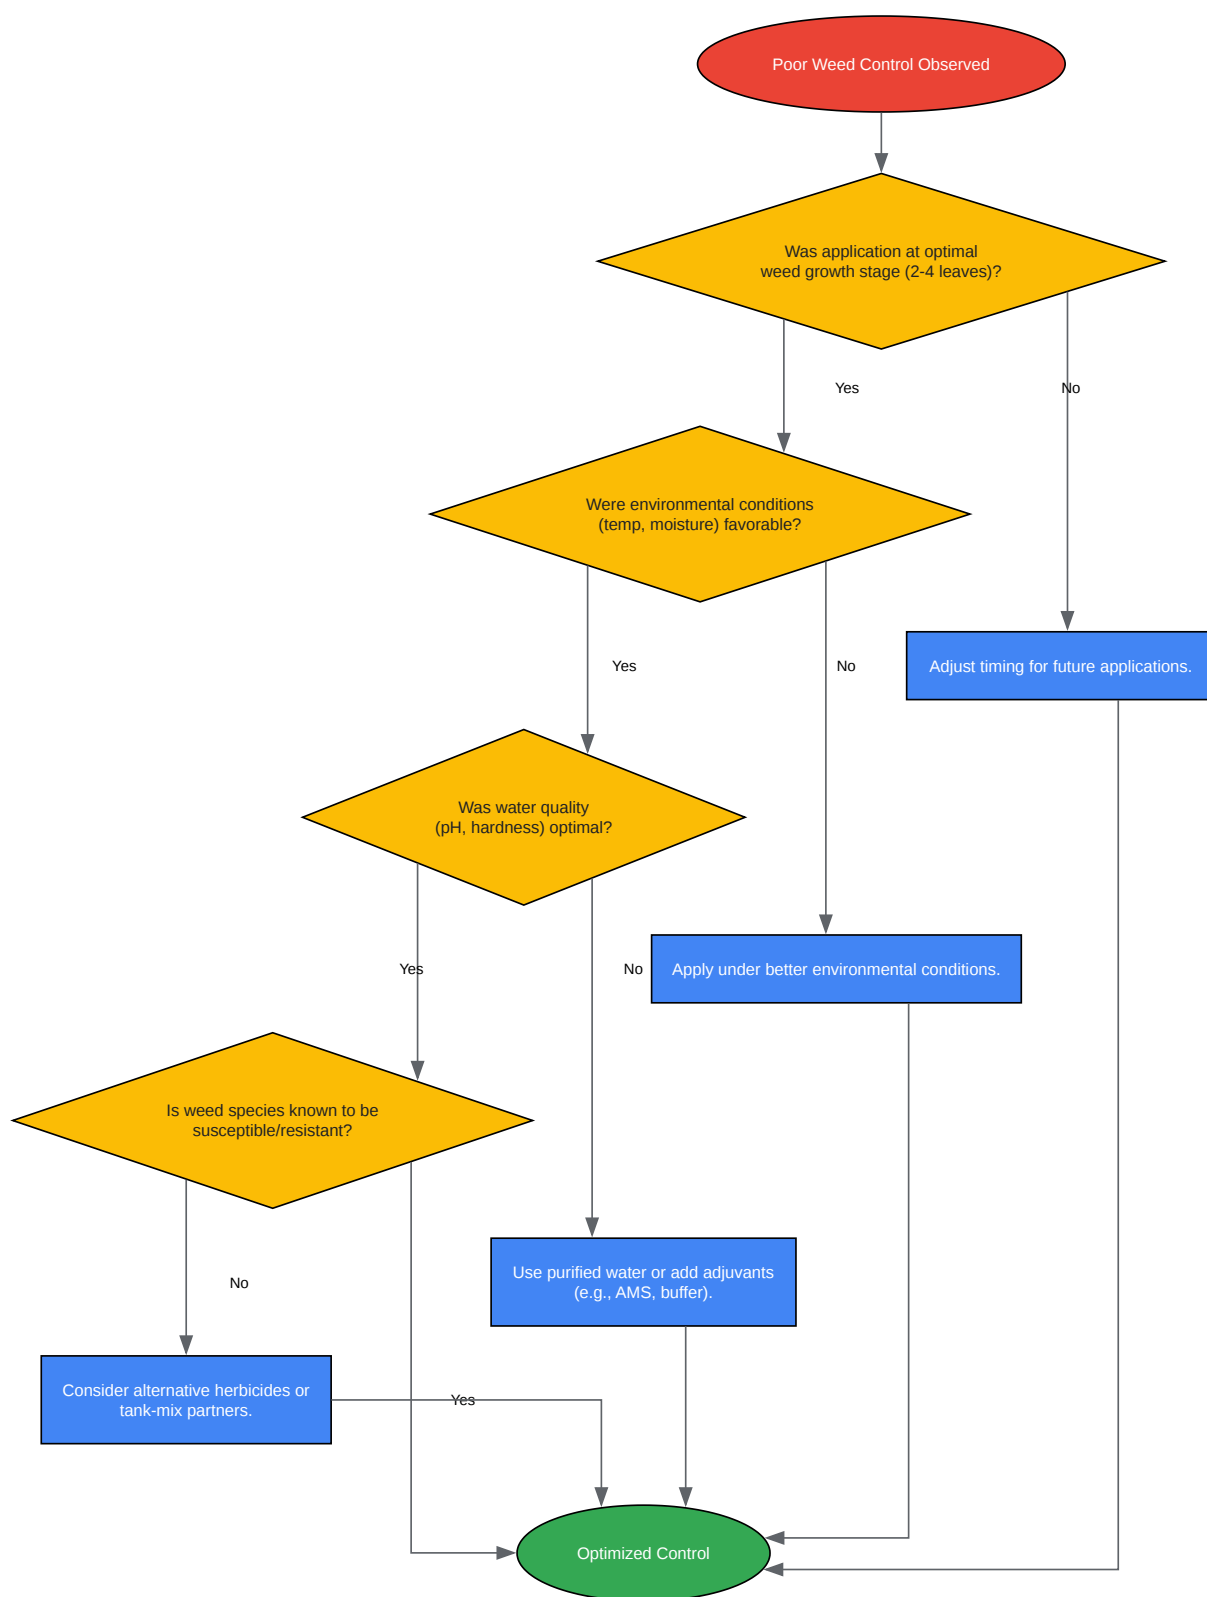 Poor Weed Control Observed
Was application at optimal
weed growth stage (2-4 leaves)?
Yes
No
Were environmental conditions
(temp, moisture) favorable?
Yes
No
Adjust timing for future applications.
Was water quality
(pH, hardness) optimal?
Yes
No
Apply under better environmental conditions.
Is weed species known to be
susceptible/resistant?
No
Use purified water or add adjuvants
(e.g., AMS, buffer).
Consider alternative herbicides or
tank-mix partners.
Yes
Optimized Control